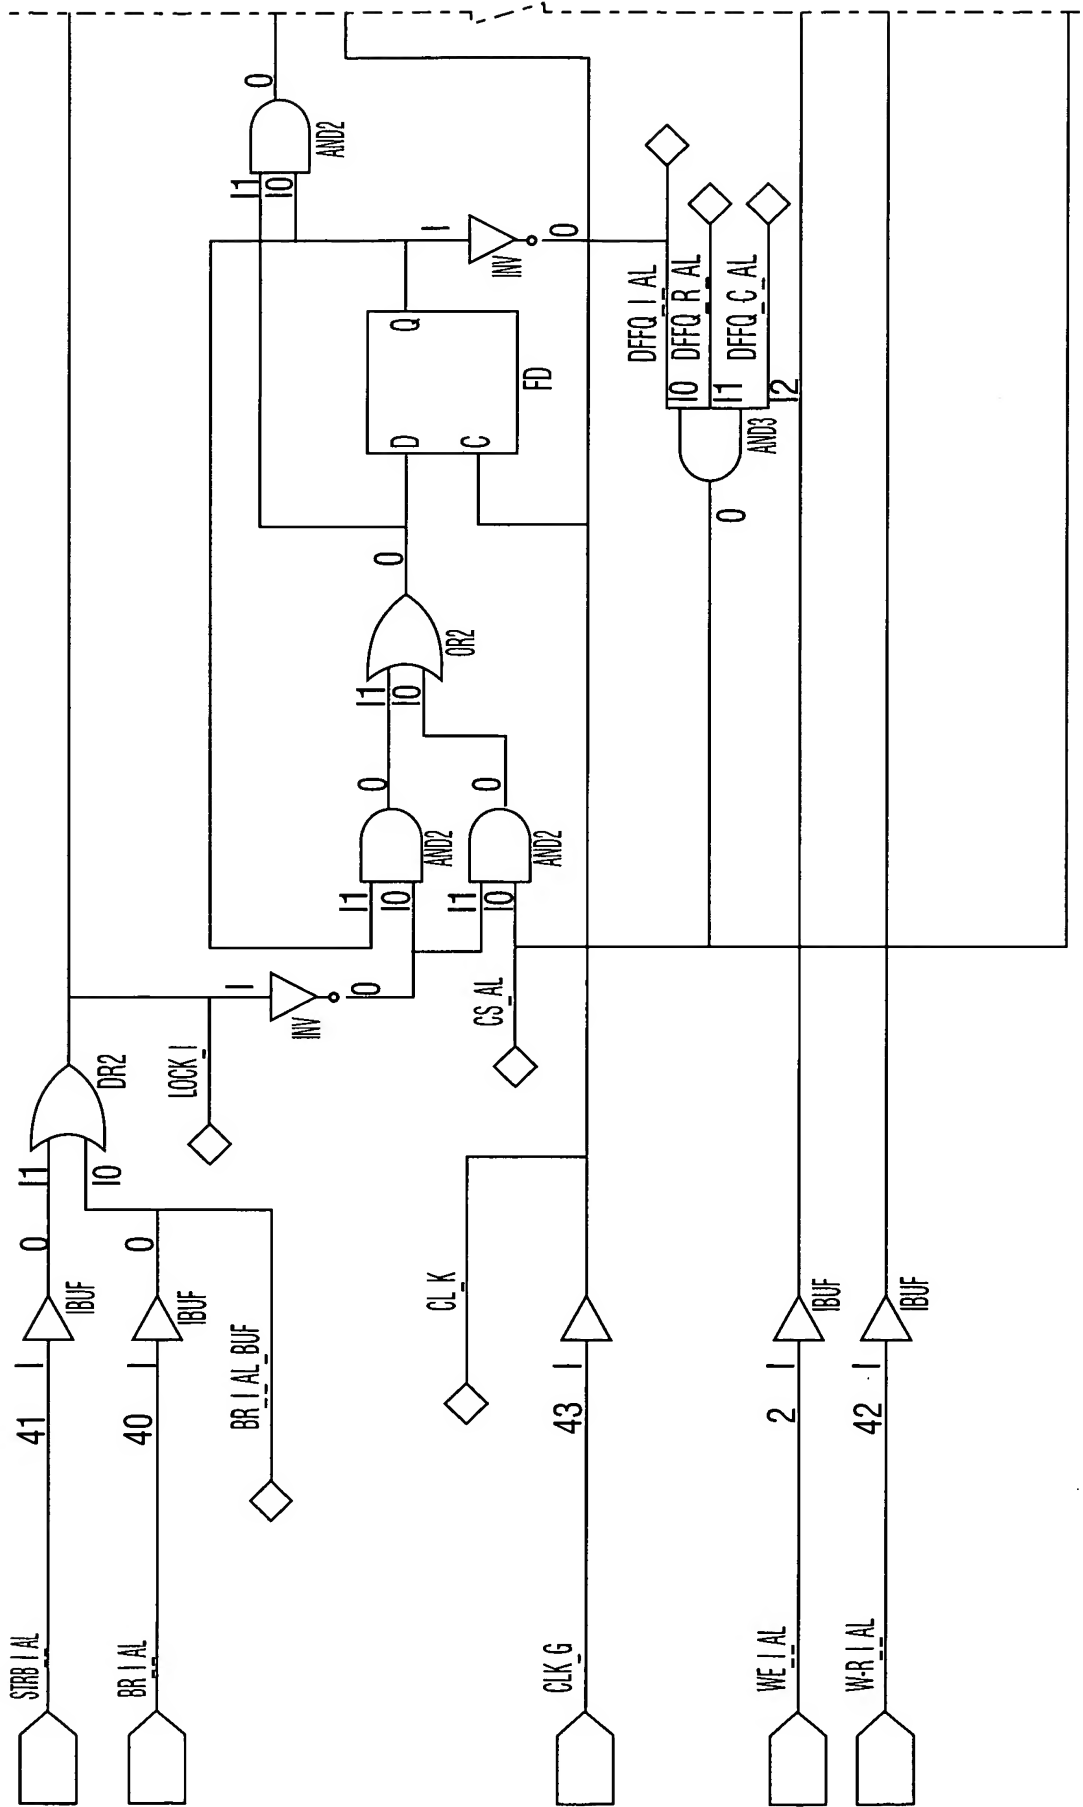 STRB_I_AL
41
I
IBUF
O
I1
I0
DR2
BR_I_AL
40
I
IBUF
O
BR_I_AL_BUF
LOCK_I
I
INV
O
CS_AL
I1
I0
AND2
O
I1
I0
AND2
O
I1
I0
OR2
O
D
C
Q
FD
I1
I0
AND2
O
I
INV
O
DFFQ_I_AL
I0
DFFQ_R_AL
I1
DFFQ_C_AL
I2
AND3
O
CLK_G
43
I
CL_K
WE_I_AL
2
I
IBUF
W-R_I_AL
42
I
IBUF